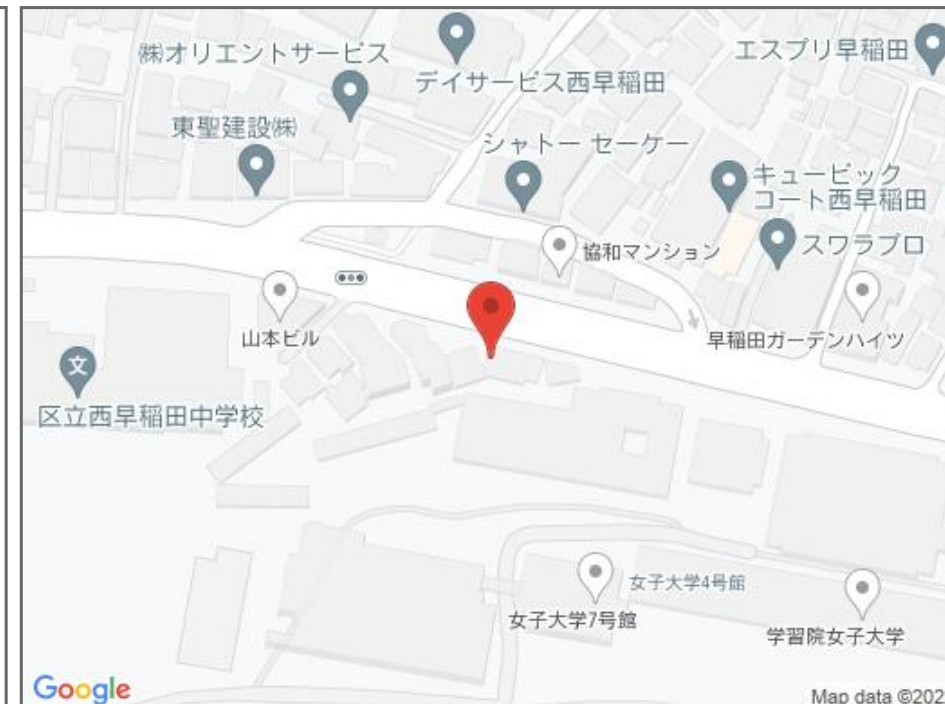 ㈱オリエントサービス
デイサービス西早稲田
エスプリ早稲田
東聖建設㈱
シャトー セーケー
キュービック
コート西早稲田
スワラプロ
協和マンション
山本ビル
早稲田ガーデンハイツ
文
区立西早稲田中学校
女子大学4号館
女子大学7号館
学習院女子大学
Google
Map data ©202